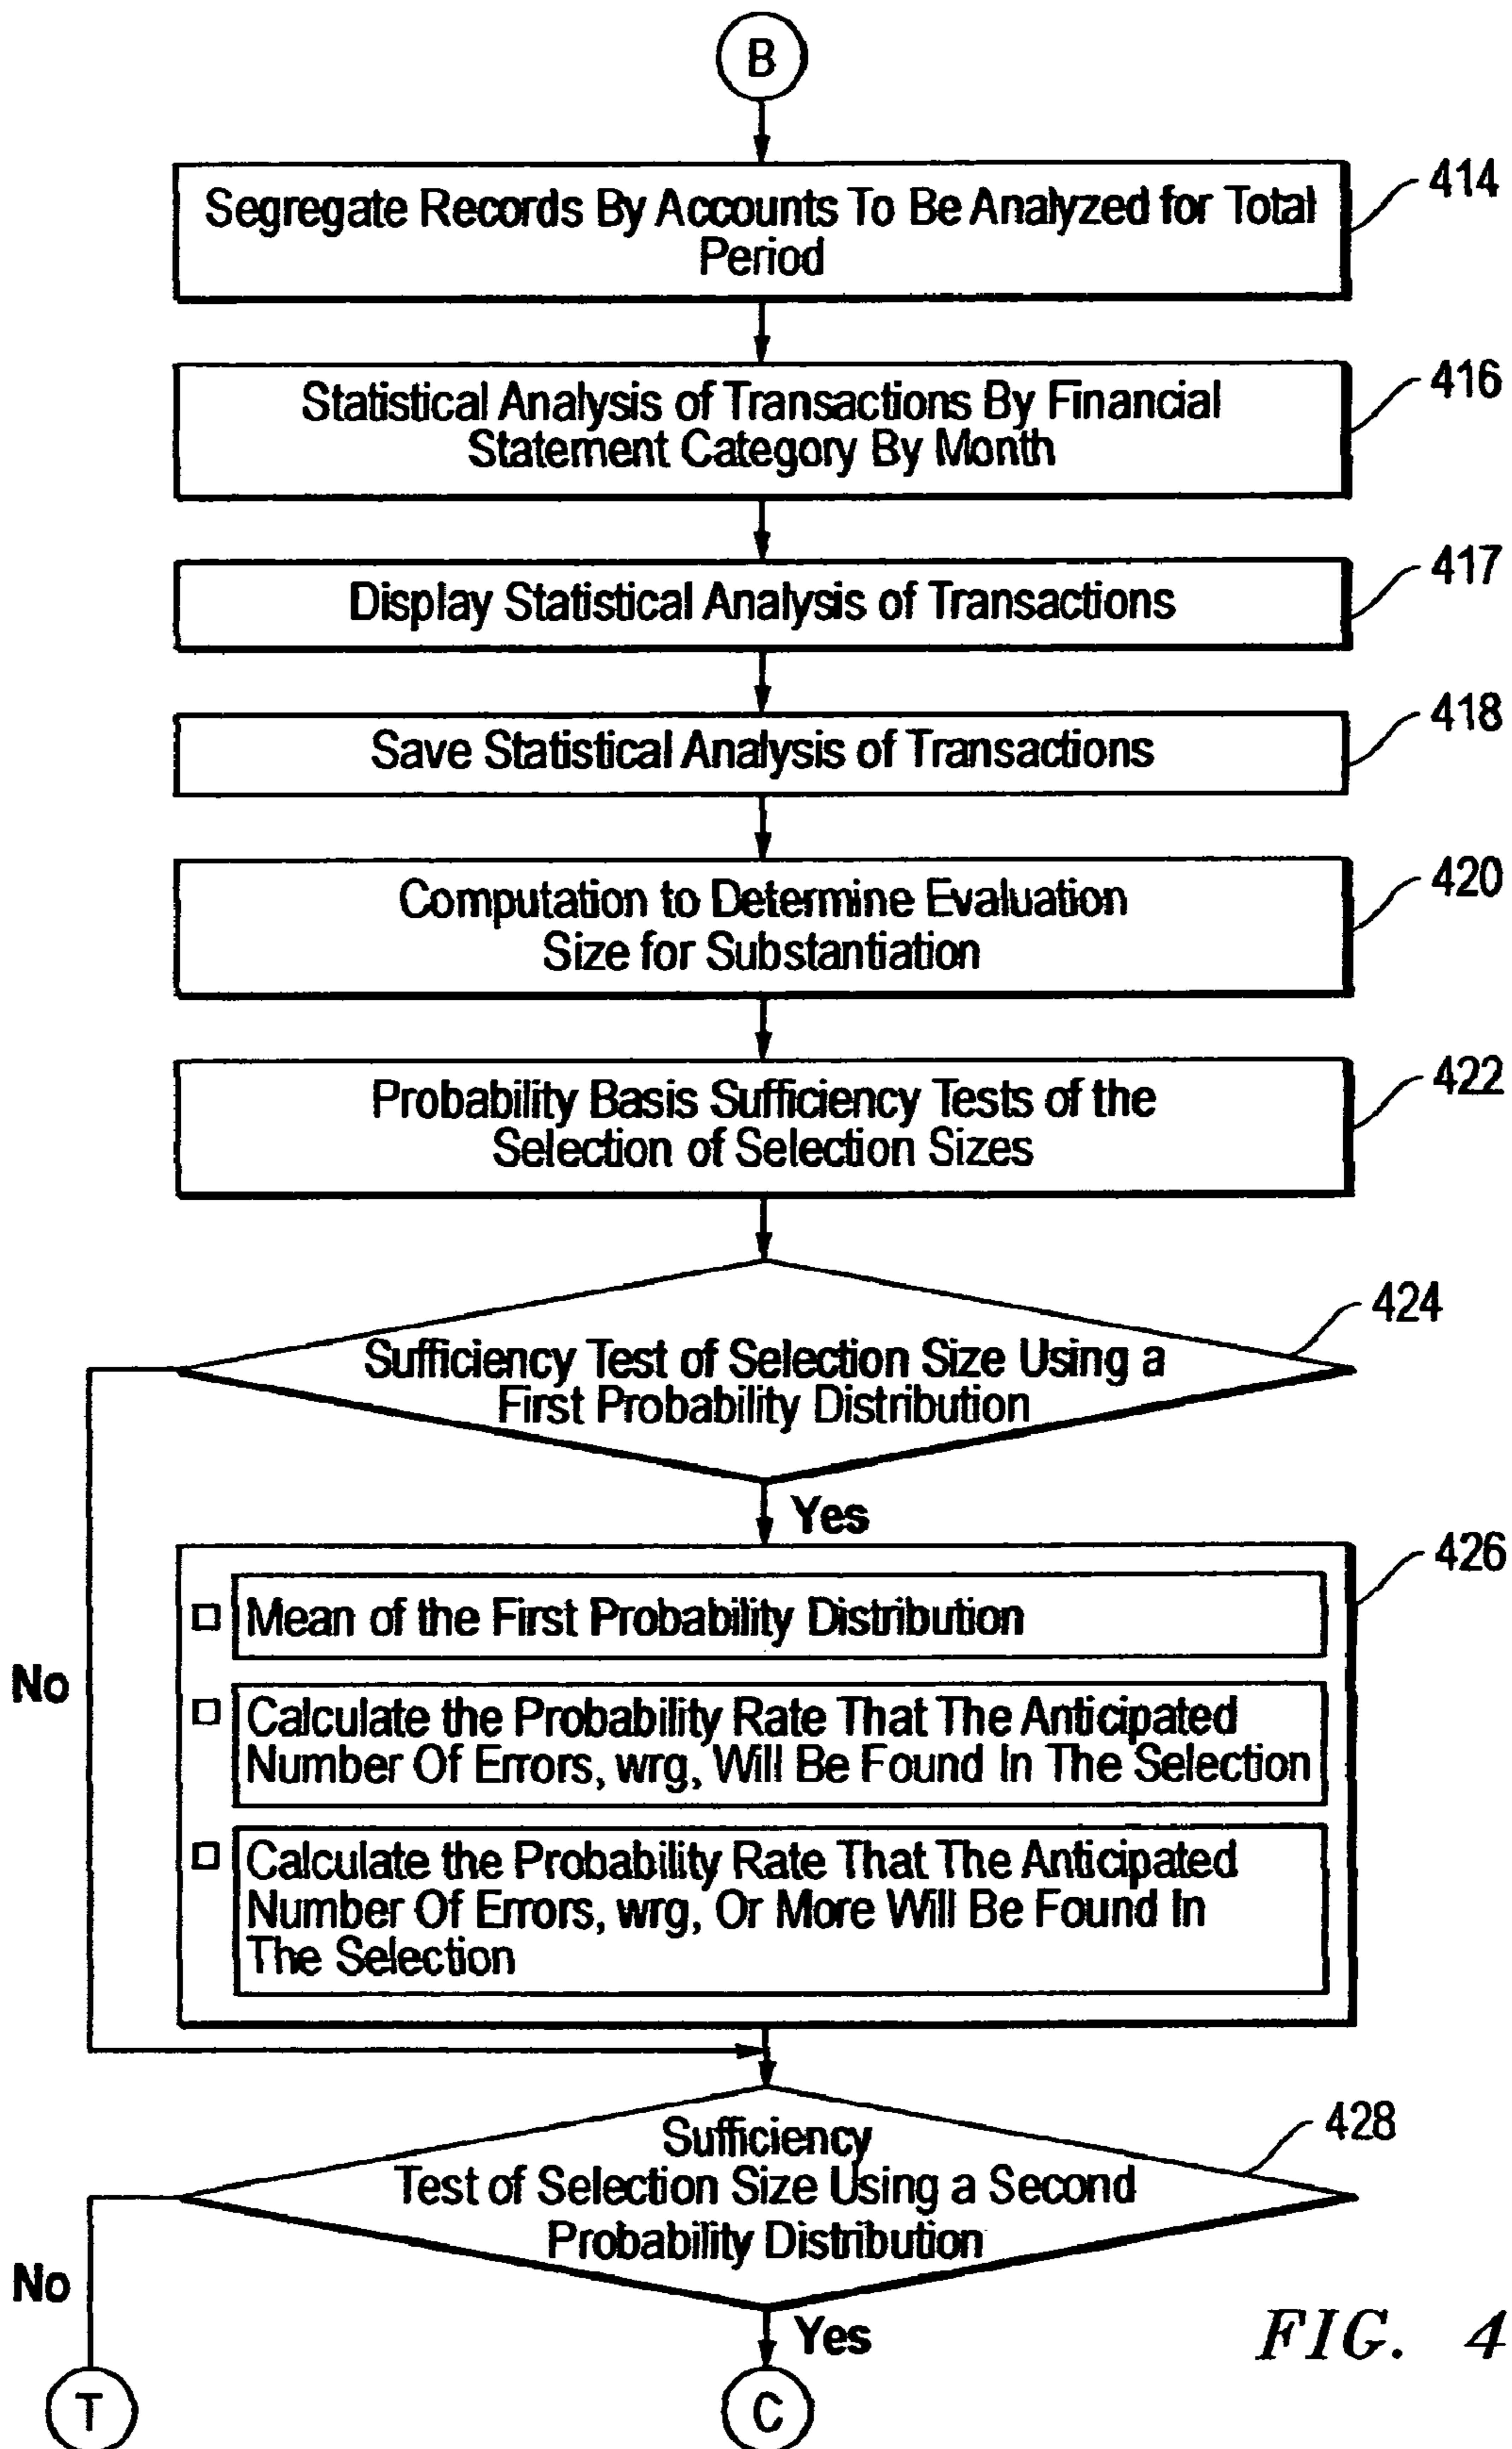 B
Segregate Records By Accounts To Be Analyzed for Total
Period
414
Statistical Analysis of Transactions By Financial
Statement Category By Month
416
Display Statistical Analysis of Transactions
417
Save Statistical Analysis of Transactions
418
Computation to Determine Evaluation
Size for Substantiation
420
Probability Basis Sufficiency Tests of the
Selection of Selection Sizes
422
Sufficiency Test of Selection Size Using a
First Probability Distribution
424
Yes
No
426
Mean of the First Probability Distribution
Calculate the Probability Rate That The Anticipated
Number Of Errors, wrg, Will Be Found In The Selection
Calculate the Probability Rate That The Anticipated
Number Of Errors, wrg, Or More Will Be Found In
The Selection
Sufficiency
Test of Selection Size Using a Second
Probability Distribution
428
No
Yes
T
C
FIG. 4